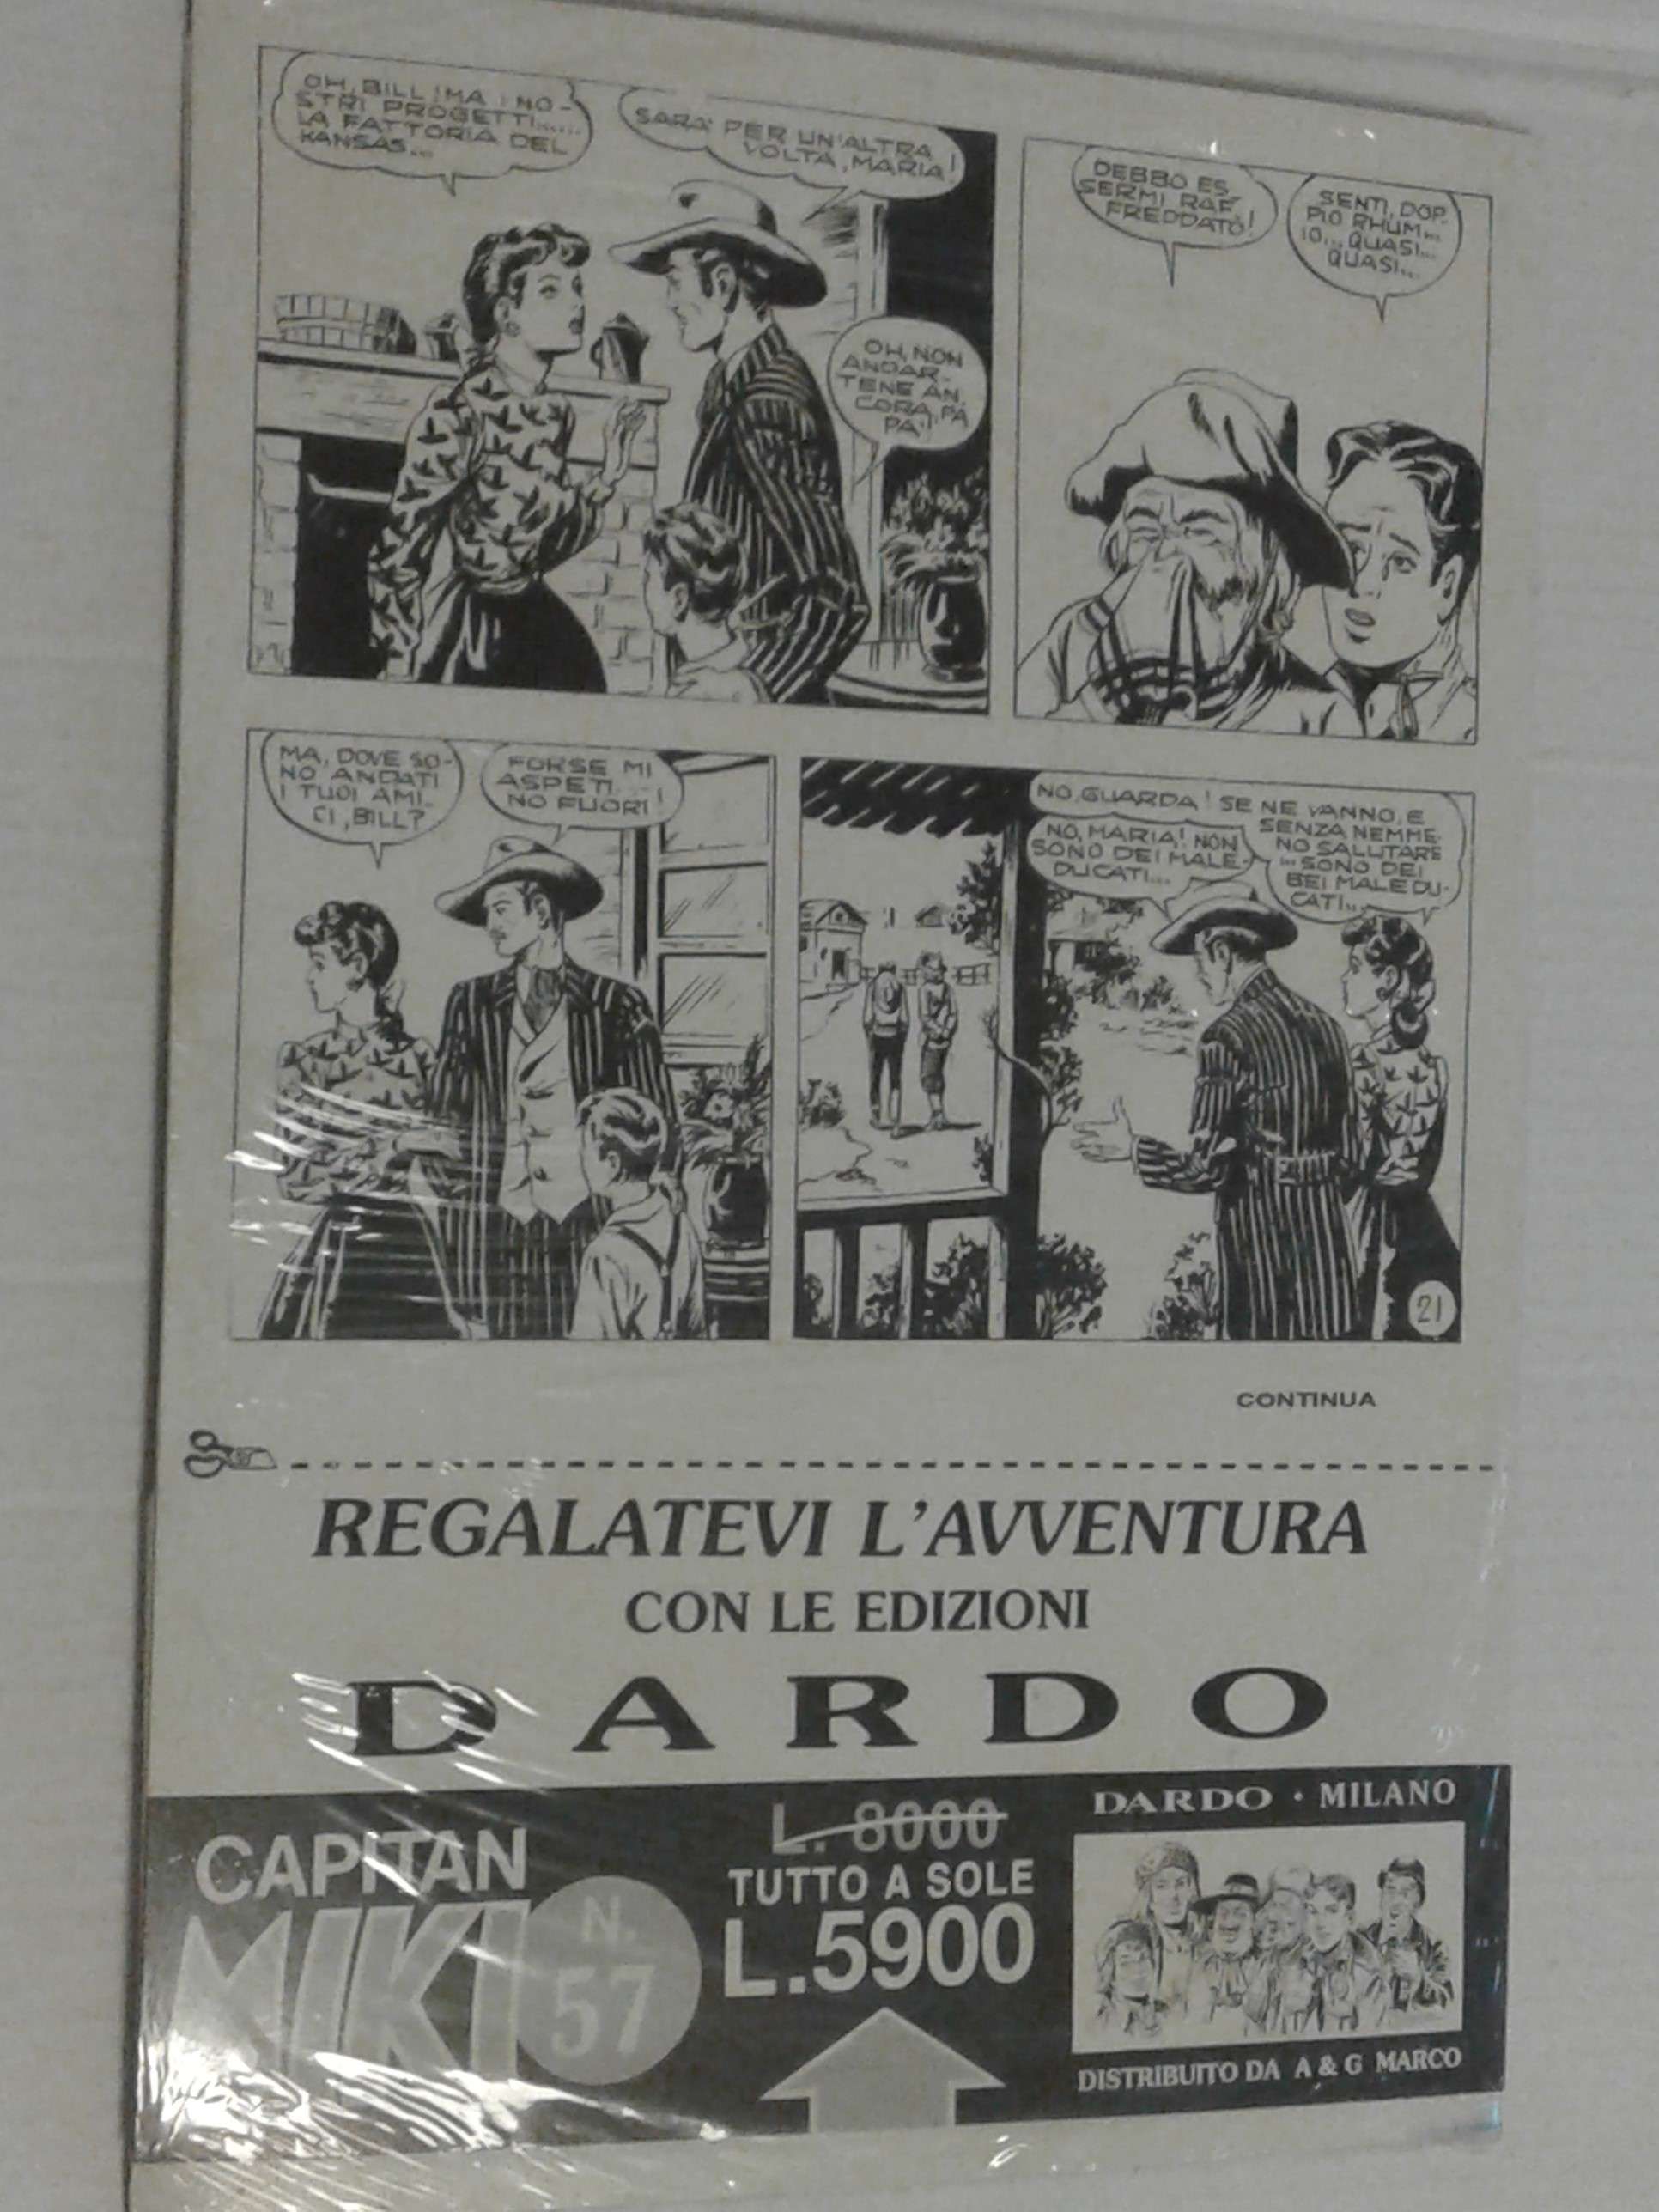 OH, BILL! MA I NO-
STRI PROGETTI......
LA FATTORIA DEL
KANSAS...
SARA' PER UN'ALTRA
VOLTA, MARIA!
OH, NON
ANDAR-
TENE AN-
CORA, PA
PA'!
DEBBO ES-
SERMI RAF-
FREDDATO!
SENTI, DOP-
PIO RHUM...
IO... QUASI...
QUASI...
MA, DOVE SO-
NO ANDATI
I TUOI AMI-
CI, BILL?
FORSE MI
ASPETT
NO FUORI!
NO, GUARDA! SE NE VANNO, E
SENZA NEMME-
NO SALUTARE
... SONO DEI
BEI MALEDU-
CATI...
NO, MARIA! NON
SONO DEI MALE-
DUCATI...
21
CONTINUA
REGALATEVI L'AVVENTURA
CON LE EDIZIONI
DARDO
CAPITAN
MIKI
N.
57
L. 8000
TUTTO A SOLE
L.5900
DARDO · MILANO
DISTRIBUITO DA A & G MARCO